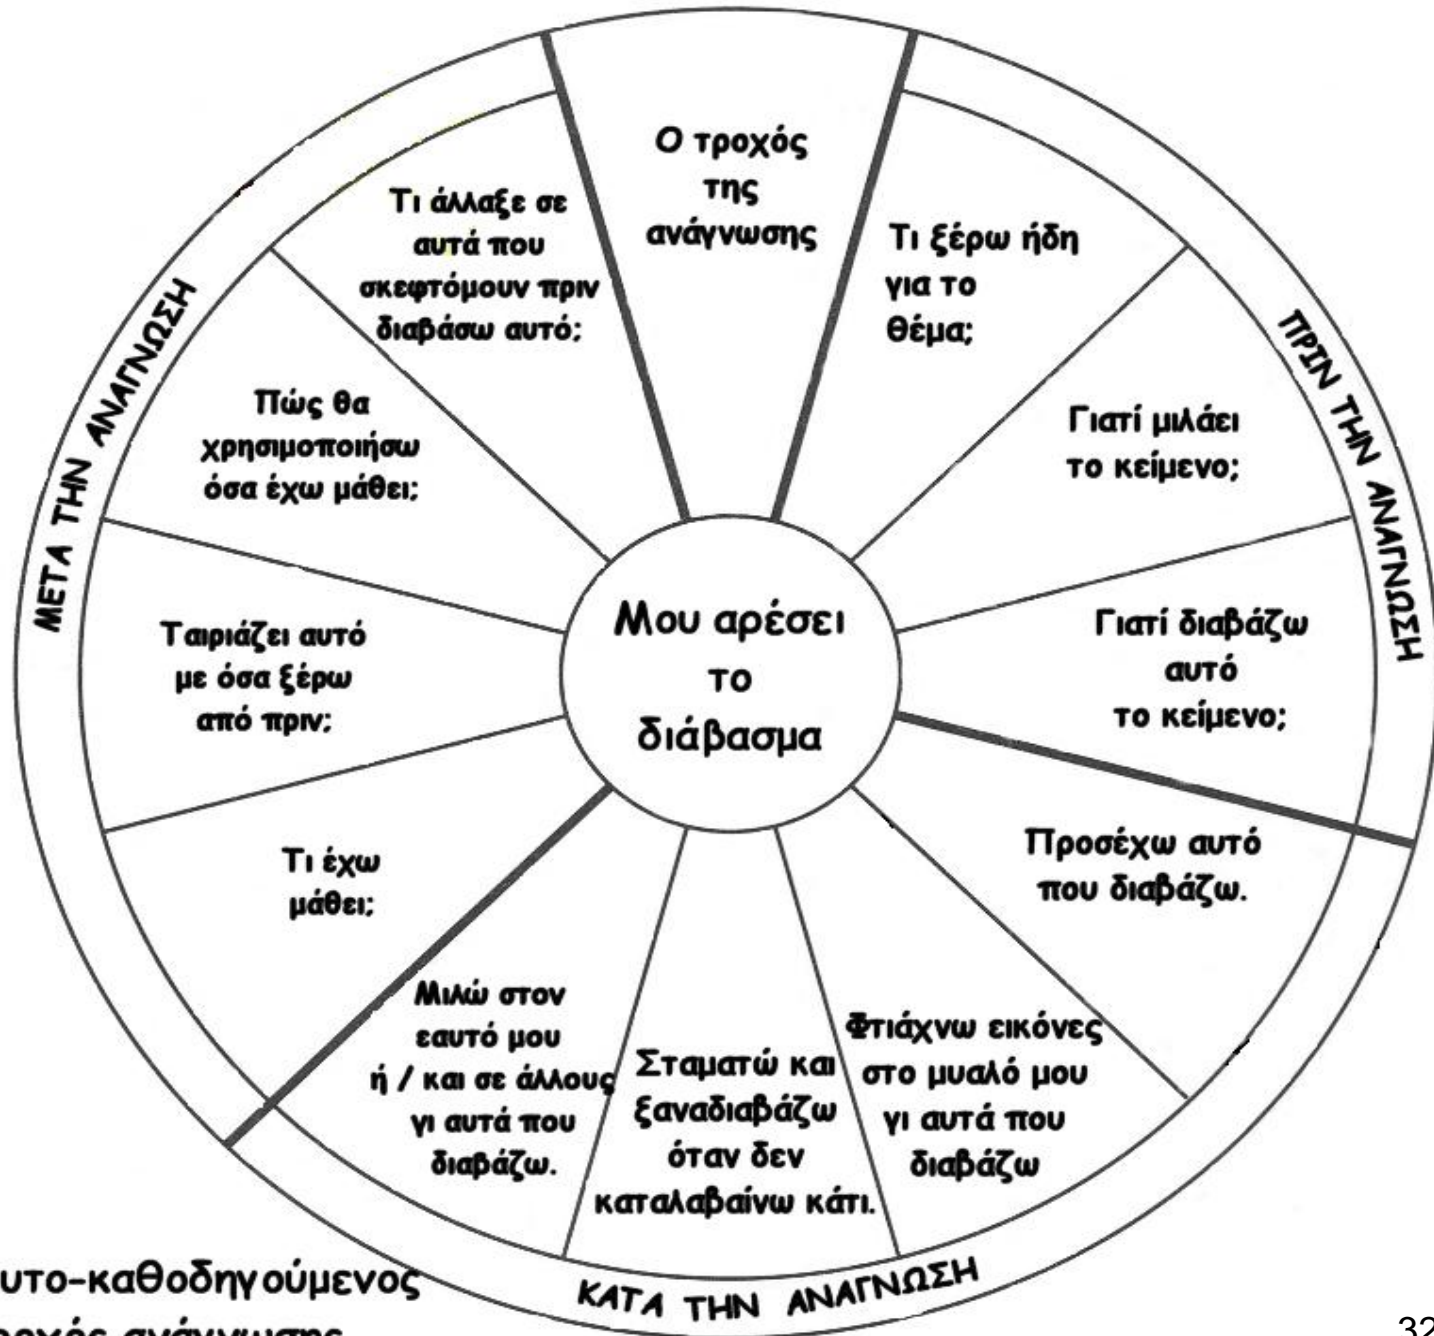 Ο τροχός
της
ανάγνωσης
Τι ξέρω ήδη
για το
θέμα;
Γιατί μιλάει
το κείμενο;
Γιατί διαβάζω
αυτό
το κείμενο;
ΠΡΙΝ ΤΗΝ ΑΝΑΓΝΩΣΗ
Προσέχω αυτό
που διαβάζω.
Φτιάχνω εικόνες
στο μυαλό μου
γι αυτά που
διαβάζω
Σταματώ και
ξαναδιαβάζω
όταν δεν
καταλαβαίνω κάτι.
Μιλώ στον
εαυτό μου
ή / και σε άλλους
γι αυτά που
διαβάζω.
ΚΑΤΑ ΤΗΝ ΑΝΑΓΝΩΣΗ
Τι έχω
μάθει;
Ταιριάζει αυτό
με όσα ξέρω
από πριν;
Πώς θα
χρησιμοποιήσω
όσα έχω μάθει;
Τι άλλαξε σε
αυτά που
σκεφτόμουν πριν
διαβάσω αυτό;
ΜΕΤΑ ΤΗΝ ΑΝΑΓΝΩΣΗ
Μου αρέσει
το
διάβασμα
υτο-καθοδηγούμενος
ροχός ανάγνωσης
32